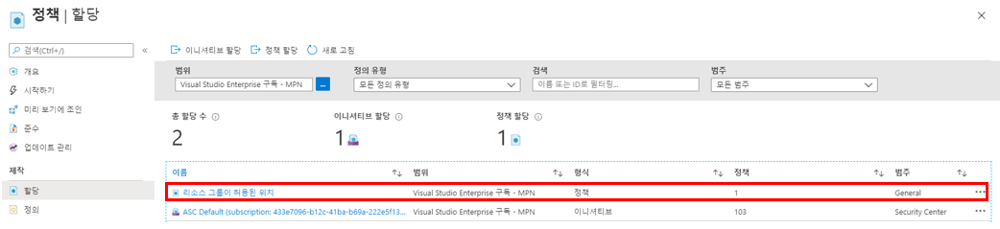 정책 | 할당
검색(Ctrl+/)
«
개요
시작하기
미리 보기에 조인
준수
업데이트 관리
제작
할당
정의
이니셔티브 할당 정책 할당 새로 고침
범위 정의 유형 검색 범주
Visual Studio Enterprise 구독 - MPN ... 모든 정의 유형 이름 또는 ID로 필터링... 모든 범주
총 할당 수 이니셔티브 할당 정책 할당
2 1 1
이름 범위 형식 정책 범주
리소스 그룹이 허용된 위치 Visual Studio Enterprise 구독 - MPN 정책 1 General ...
ASC Default (subscription: 433e7096-b12c-41ba-b69a-222e5f13... Visual Studio Enterprise 구독 - MPN 이니셔티브 103 Security Center ...